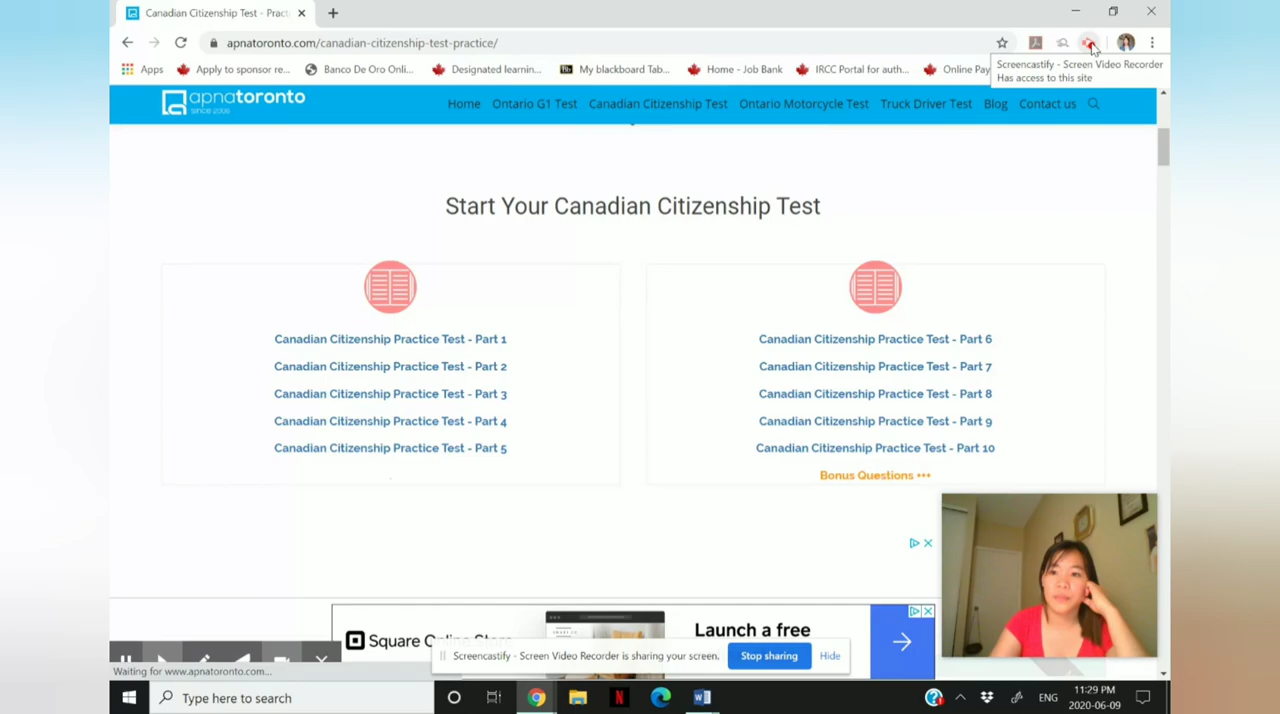 Canadian Citizenship Test - Pract
apnatoronto.com/canadian-citizenship-test-practice/
Screencastify - Screen Video Recorder
Has access to this site
Apps
Apply to sponsor re...
Banco De Oro Onli...
Designated learnin...
My blackboard Tab...
Home - Job Bank
IRCC Portal for auth...
Online Pay
apnatoronto
since 2006
Home
Ontario G1 Test
Canadian Citizenship Test
Ontario Motorcycle Test
Truck Driver Test
Blog
Contact us
Start Your Canadian Citizenship Test
Canadian Citizenship Practice Test - Part 1
Canadian Citizenship Practice Test - Part 2
Canadian Citizenship Practice Test - Part 3
Canadian Citizenship Practice Test - Part 4
Canadian Citizenship Practice Test - Part 5
Canadian Citizenship Practice Test - Part 6
Canadian Citizenship Practice Test - Part 7
Canadian Citizenship Practice Test - Part 8
Canadian Citizenship Practice Test - Part 9
Canadian Citizenship Practice Test - Part 10
Bonus Questions +++
Square Online Store
Launch a free
Screencastify - Screen Video Recorder is sharing your screen.
Stop sharing
Hide
Waiting for www.apnatoronto.com...
Type here to search
ENG
11:29 PM
2020-06-09